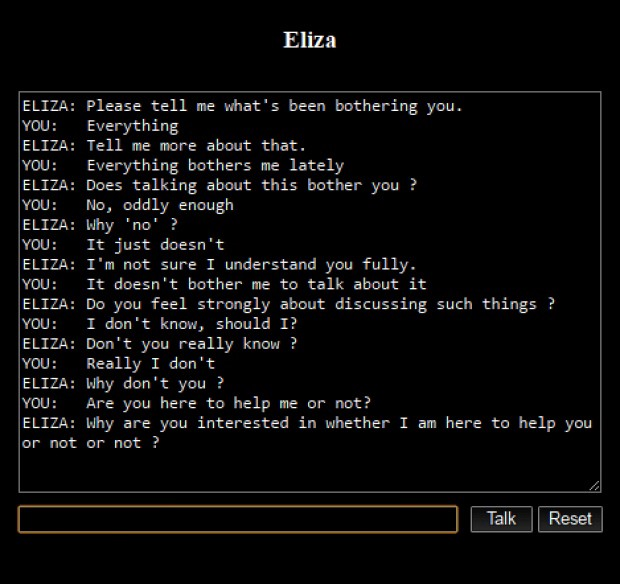 Eliza
ELIZA: Please tell me what's been bothering you.
YOU:   Everything
ELIZA: Tell me more about that.
YOU:   Everything bothers me lately
ELIZA: Does talking about this bother you ?
YOU:   No, oddly enough
ELIZA: Why 'no' ?
YOU:   It just doesn't
ELIZA: I'm not sure I understand you fully.
YOU:   It doesn't bother me to talk about it
ELIZA: Do you feel strongly about discussing such things ?
YOU:   I don't know, should I?
ELIZA: Don't you really know ?
YOU:   Really I don't
ELIZA: Why don't you ?
YOU:   Are you here to help me or not?
ELIZA: Why are you interested in whether I am here to help you
or not or not ?
Talk Reset